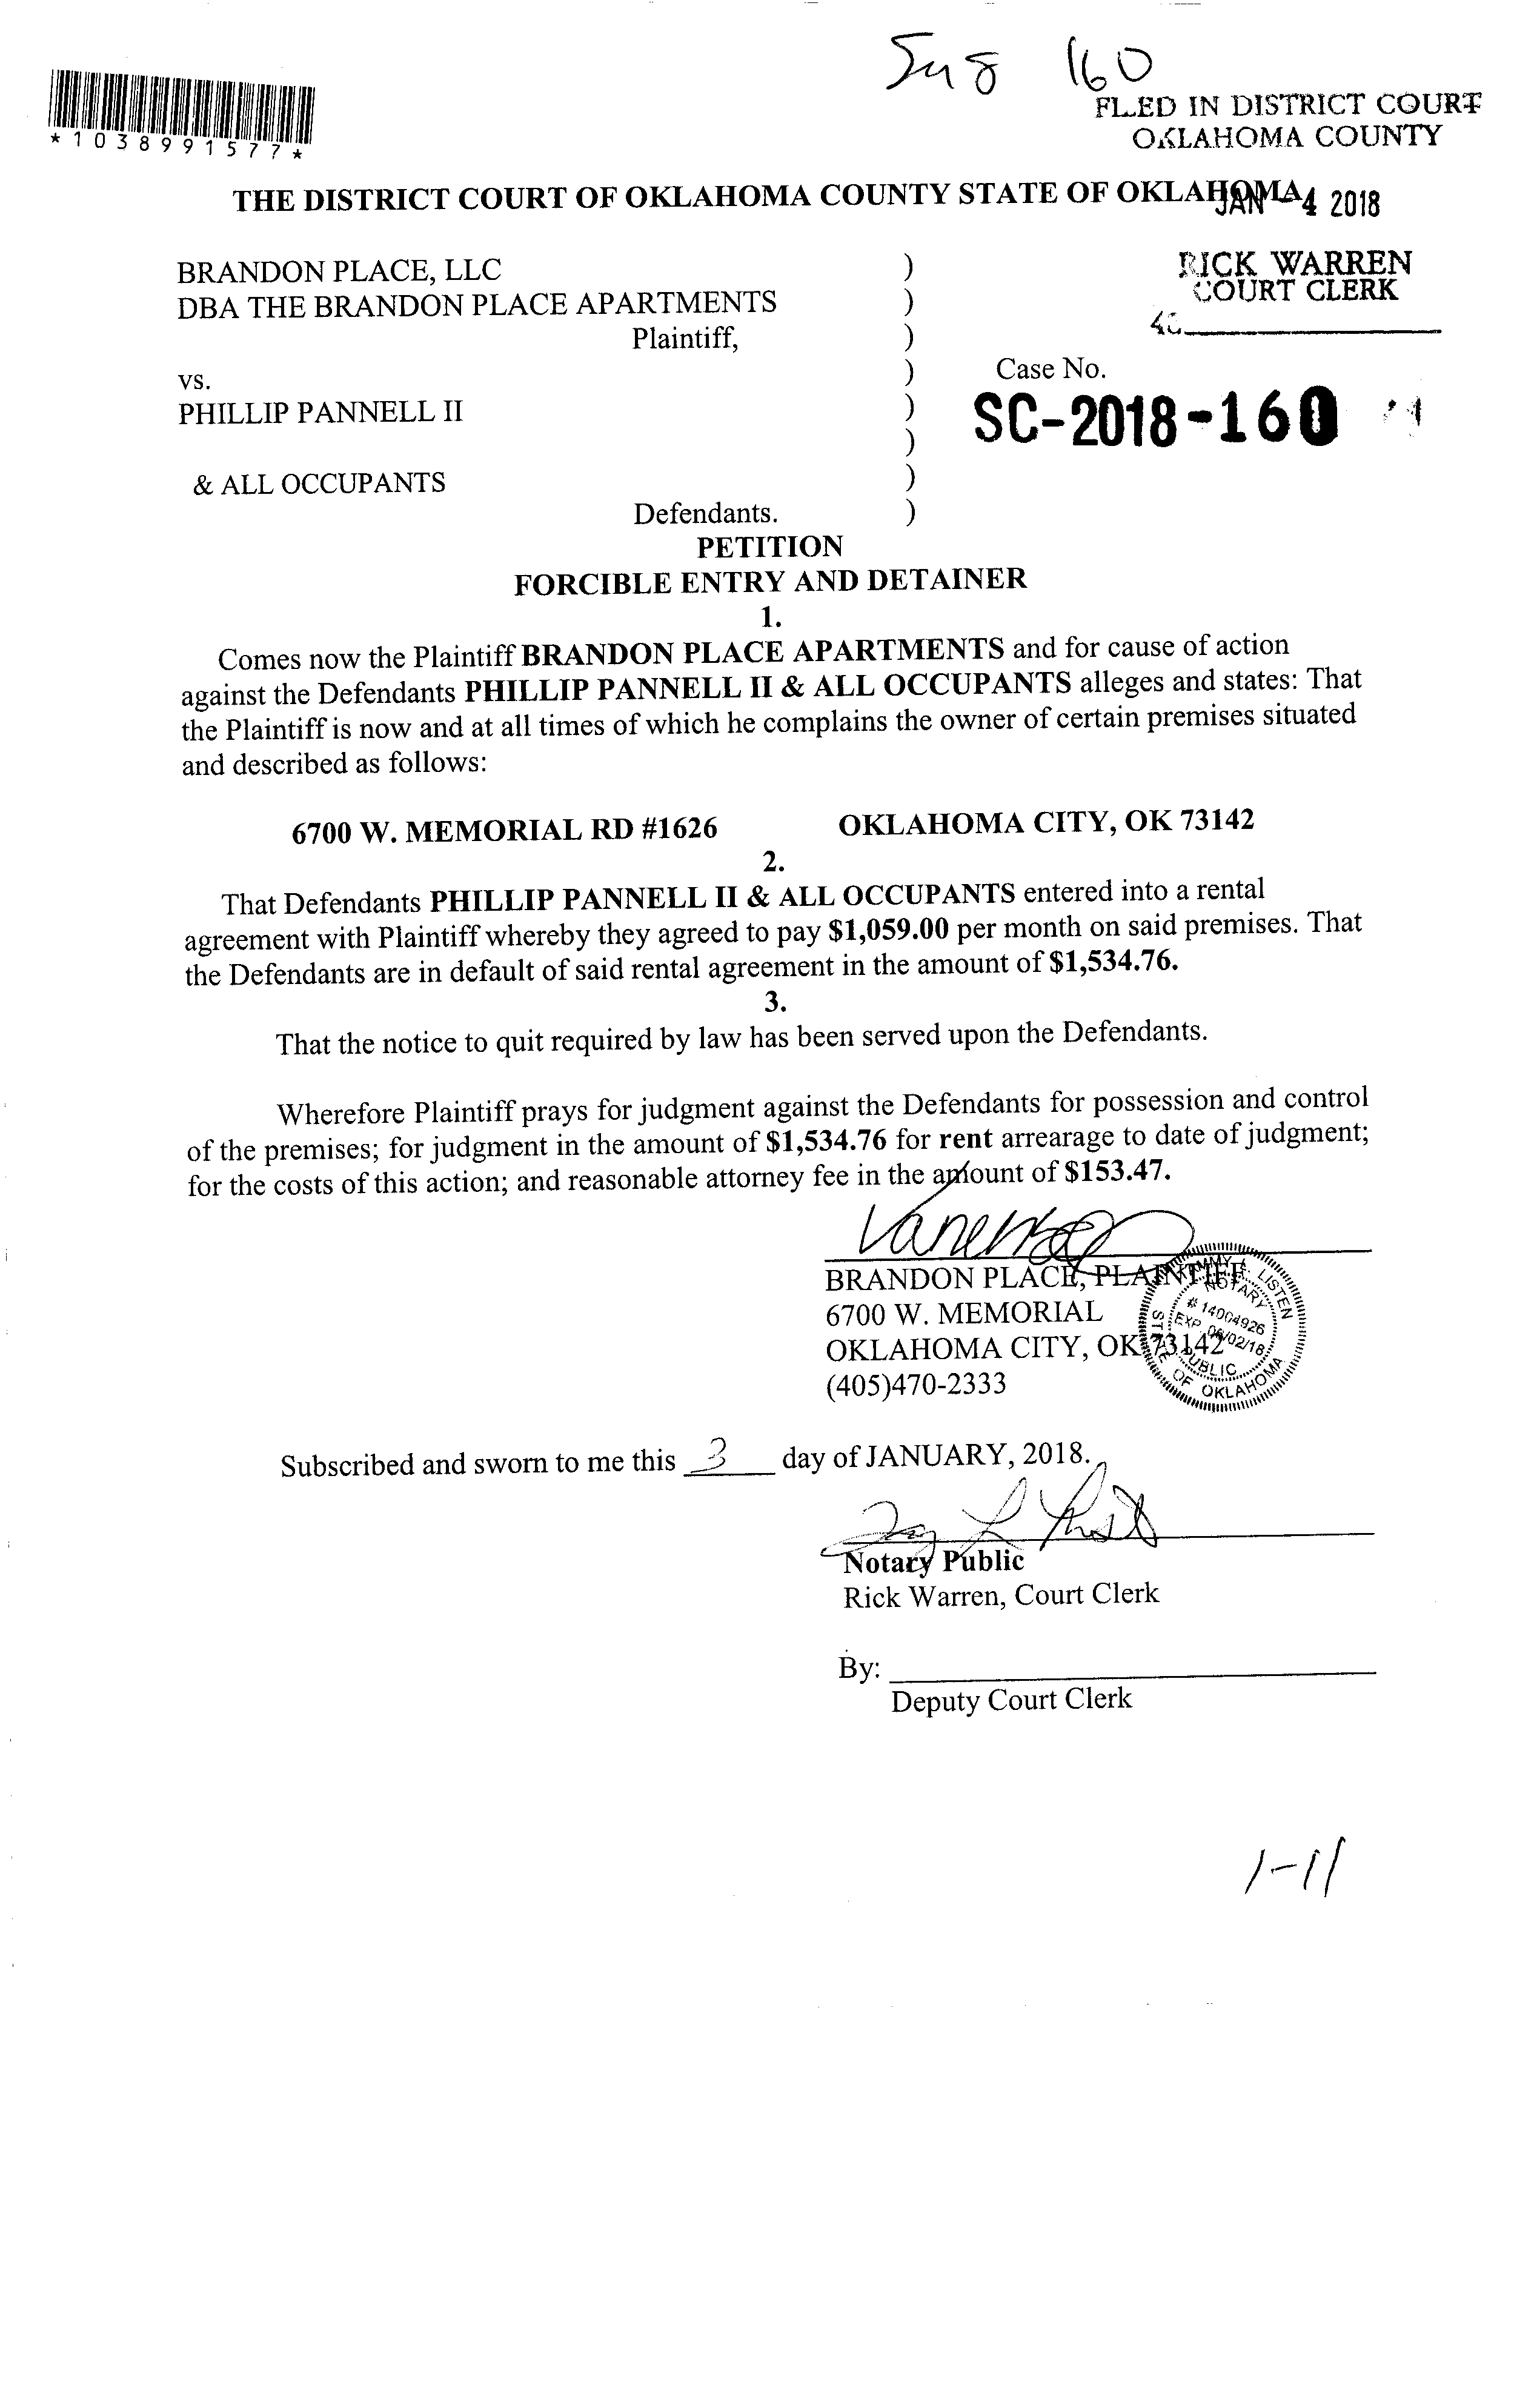 160
FLED IN DISTRICT COURT
OKLAHOMA COUNTY
*1038991577*
THE DISTRICT COURT OF OKLAHOMA COUNTY STATE OF OKLAHOMA
JAN - 4 2018
BRANDON PLACE, LLC )
DBA THE BRANDON PLACE APARTMENTS )
Plaintiff, )
RICK WARREN
COURT CLERK
)
vs.
Case No.
PHILLIP PANNELL II )
SC-2018-160
)
& ALL OCCUPANTS )
Defendants. )
PETITION
FORCIBLE ENTRY AND DETAINER
1.
Comes now the Plaintiff BRANDON PLACE APARTMENTS and for cause of action
against the Defendants PHILLIP PANNELL II & ALL OCCUPANTS alleges and states: That
the Plaintiff is now and at all times of which he complains the owner of certain premises situated
and described as follows:
6700 W. MEMORIAL RD #1626 OKLAHOMA CITY, OK 73142
2.
That Defendants PHILLIP PANNELL II & ALL OCCUPANTS entered into a rental
agreement with Plaintiff whereby they agreed to pay $1,059.00 per month on said premises. That
the Defendants are in default of said rental agreement in the amount of $1,534.76.
3.
That the notice to quit required by law has been served upon the Defendants.
Wherefore Plaintiff prays for judgment against the Defendants for possession and control
of the premises; for judgment in the amount of $1,534.76 for rent arrearage to date of judgment;
for the costs of this action; and reasonable attorney fee in the amount of $153.47.
BRANDON PLACE, PLAINTIFF
6700 W. MEMORIAL
OKLAHOMA CITY, OK 73142
(405)470-2333
L. LISTEN
NOTARY
# 14004926
EXP. 06/02/18
PUBLIC
STATE OF OKLAHOMA
Subscribed and sworn to me this 3 day of JANUARY, 2018.
Notary Public
Rick Warren, Court Clerk
By:
Deputy Court Clerk
1-11